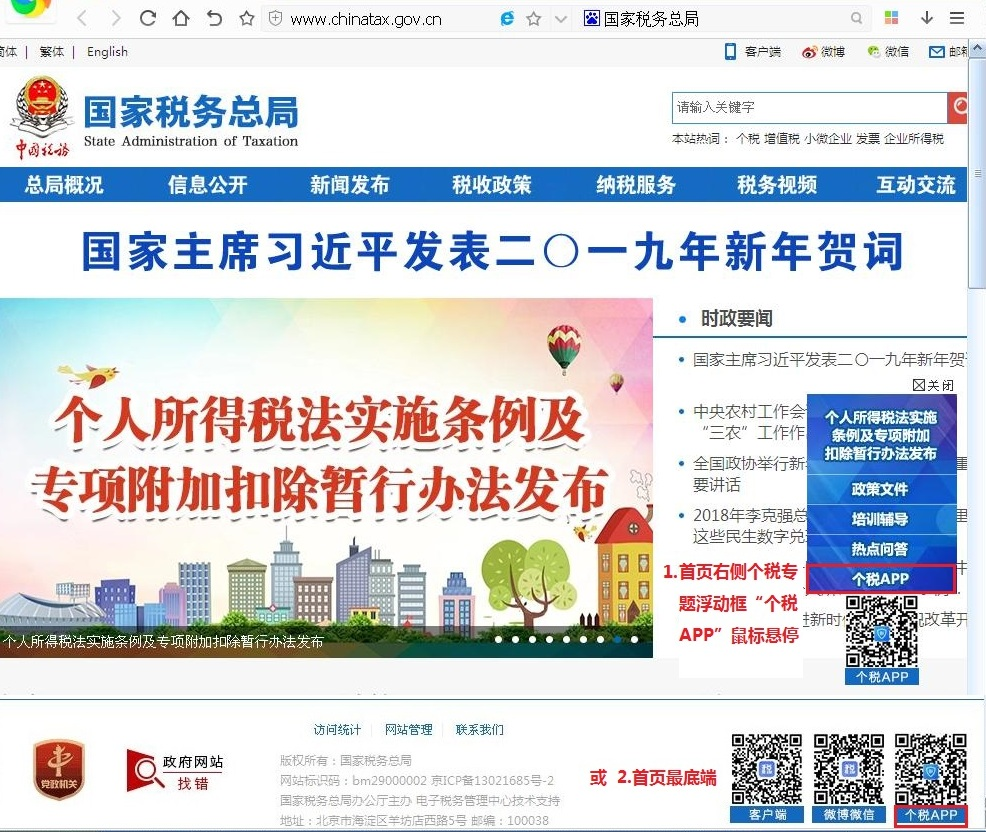 www.chinatax.gov.cn
国家税务总局
简体 | 繁体 | English
客户端 微博 微信 邮箱
国家税务总局
State Administration of Taxation
中国税务
请输入关键字
本站热词： 个税 增值税 小微企业 发票 企业所得税
总局概况 信息公开 新闻发布 税收政策 纳税服务 税务视频 互动交流
国家主席习近平发表二〇一九年新年贺词
个人所得税法实施条例及
专项附加扣除暂行办法发布
个人所得税法实施条例及专项附加扣除暂行办法发布
时政要闻
国家主席习近平发表二〇一九年新年贺
中央农村工作会
“三农”工作作
全国政协举行新
要讲话
2018年李克强总
这些民生数字兑
关闭
个人所得税法实施
条例及专项附加
扣除暂行办法发布
政策文件
培训辅导
热点问答
个税APP
个税APP
1.首页右侧个税专
题浮动框“个税
APP”鼠标悬停
访问统计 | 网站管理 | 联系我们
党政机关
政府网站
找错
版权所有：国家税务总局
网站标识码：bm29000002 京ICP备13021685号-2
国家税务总局办公厅主办 电子税务管理中心技术支持
地址：北京市海淀区羊坊店西路5号 邮编：100038
或 2.首页最底端
客户端 微博微信 个税APP